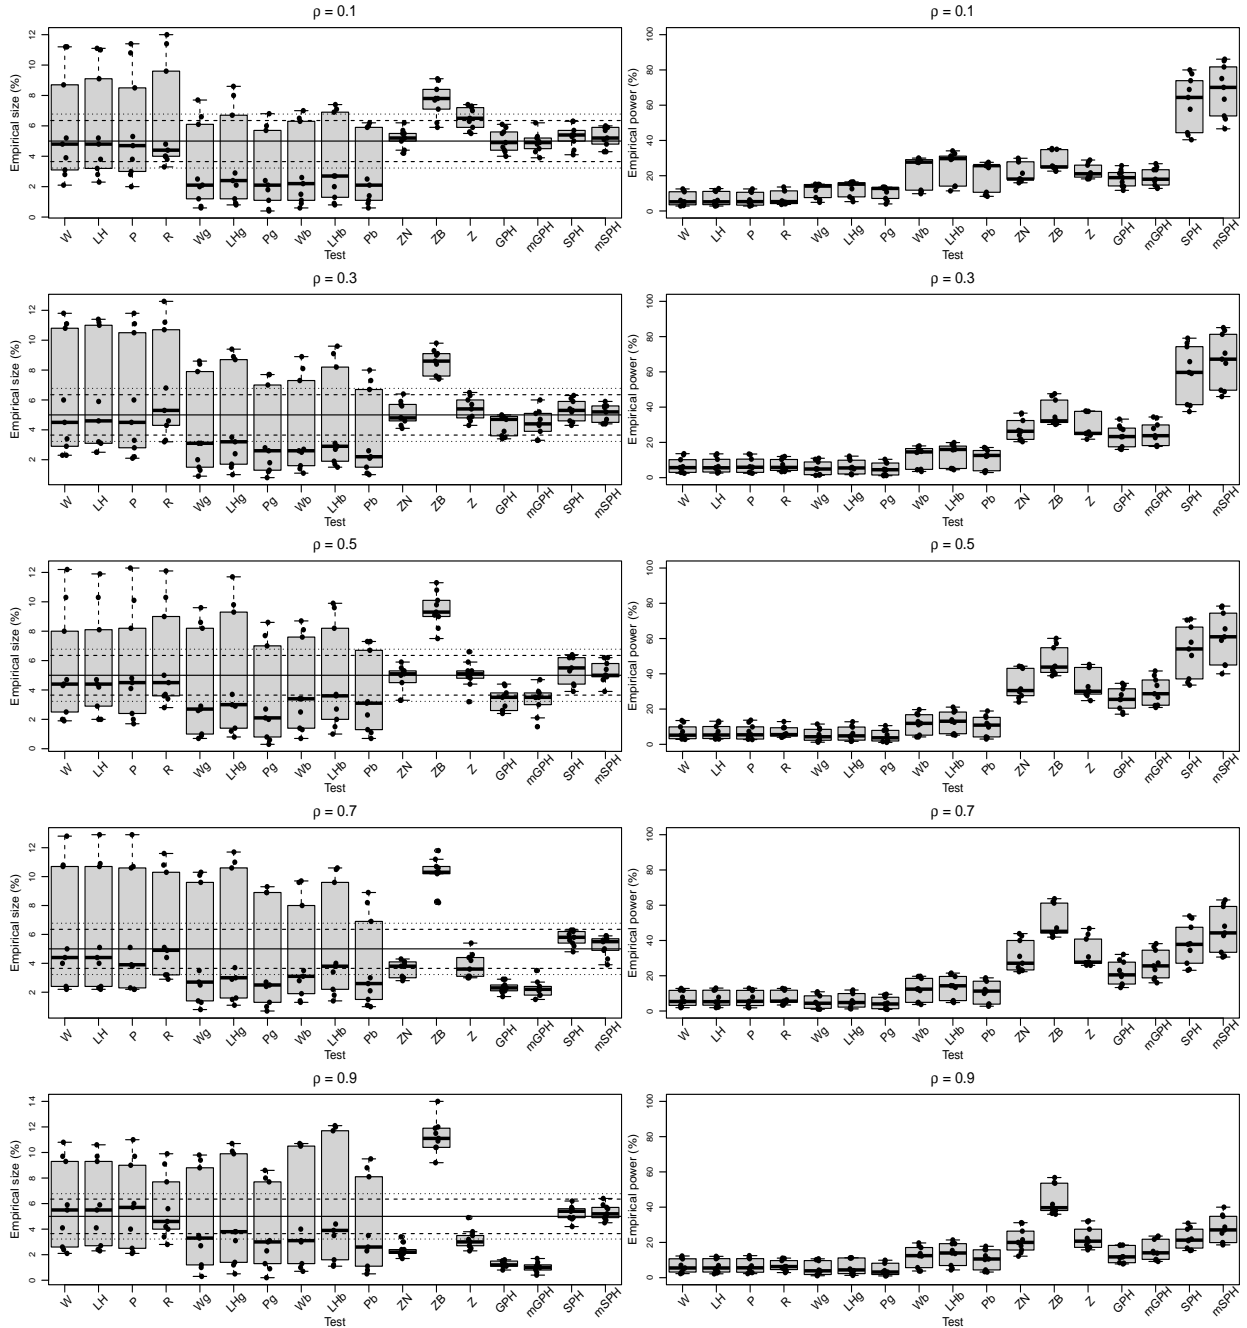 ρ = 0.1
Empirical size (%)
0 2 4 6 8 10 12
W LH P R Wg LHg Pg Wb LHb Pb ZN ZB Z GPH mGPH SPH mSPH
Test
ρ = 0.1
Empirical power (%)
0 20 40 60 80 100
W LH P R Wg LHg Pg Wb LHb Pb ZN ZB Z GPH mGPH SPH mSPH
Test
ρ = 0.3
Empirical size (%)
2 4 6 8 10 12
W LH P R Wg LHg Pg Wb LHb Pb ZN ZB Z GPH mGPH SPH mSPH
Test
ρ = 0.3
Empirical power (%)
0 20 40 60 80 100
W LH P R Wg LHg Pg Wb LHb Pb ZN ZB Z GPH mGPH SPH mSPH
Test
ρ = 0.5
Empirical size (%)
0 2 4 6 8 10 12
W LH P R Wg LHg Pg Wb LHb Pb ZN ZB Z GPH mGPH SPH mSPH
Test
ρ = 0.5
Empirical power (%)
0 20 40 60 80 100
W LH P R Wg LHg Pg Wb LHb Pb ZN ZB Z GPH mGPH SPH mSPH
Test
ρ = 0.7
Empirical size (%)
2 4 6 8 10 12
W LH P R Wg LHg Pg Wb LHb Pb ZN ZB Z GPH mGPH SPH mSPH
Test
ρ = 0.7
Empirical power (%)
0 20 40 60 80 100
W LH P R Wg LHg Pg Wb LHb Pb ZN ZB Z GPH mGPH SPH mSPH
Test
ρ = 0.9
Empirical size (%)
0 2 4 6 8 10 12 14
W LH P R Wg LHg Pg Wb LHb Pb ZN ZB Z GPH mGPH SPH mSPH
Test
ρ = 0.9
Empirical power (%)
0 20 40 60 80 100
W LH P R Wg LHg Pg Wb LHb Pb ZN ZB Z GPH mGPH SPH mSPH
Test